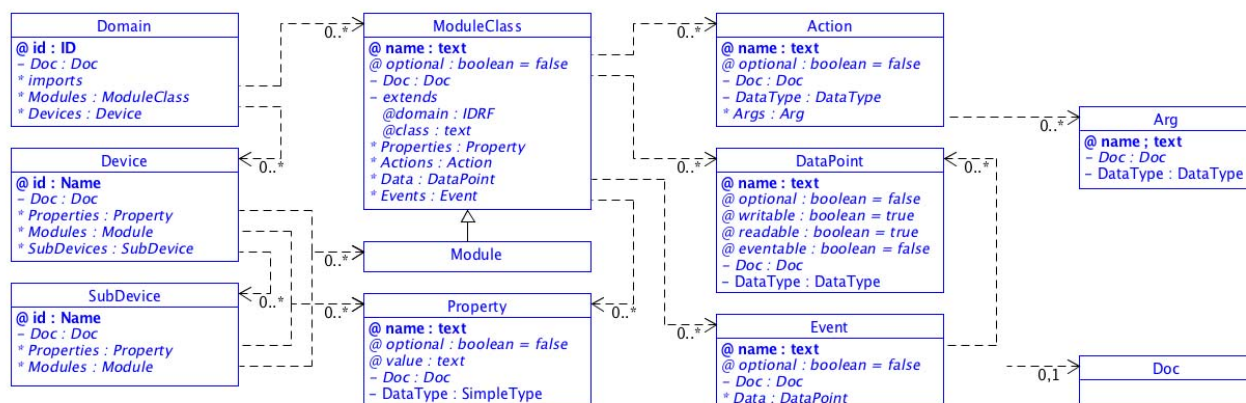 Domain
@ id : ID
– Doc : Doc
* imports
* Modules : ModuleClass
* Devices : Device
0..*
0..*
Device
@ id : Name
– Doc : Doc
* Properties : Property
* Modules : Module
* SubDevices : SubDevice
0..*
SubDevice
@ id : Name
– Doc : Doc
* Properties : Property
* Modules : Module
ModuleClass
@ name : text
@ optional : boolean = false
– Doc : Doc
– extends
@domain : IDRF
@class : text
* Properties : Property
* Actions : Action
* Data : DataPoint
* Events : Event
0..*
Module
0..*
Property
@ name : text
@ optional : boolean = false
@ value : text
– Doc : Doc
– DataType : SimpleType
0..*
0..*
Action
@ name : text
@ optional : boolean = false
– Doc : Doc
– DataType : DataType
* Args : Arg
0..*
DataPoint
@ name : text
@ optional : boolean = false
@ writable : boolean = true
@ readable : boolean = true
@ eventable : boolean = false
– Doc : Doc
– DataType : DataType
0..*
0..*
Event
@ name : text
@ optional : boolean = false
– Doc : Doc
* Data : DataPoint
0..*
Arg
@ name ; text
– Doc : Doc
– DataType : DataType
0,1
Doc